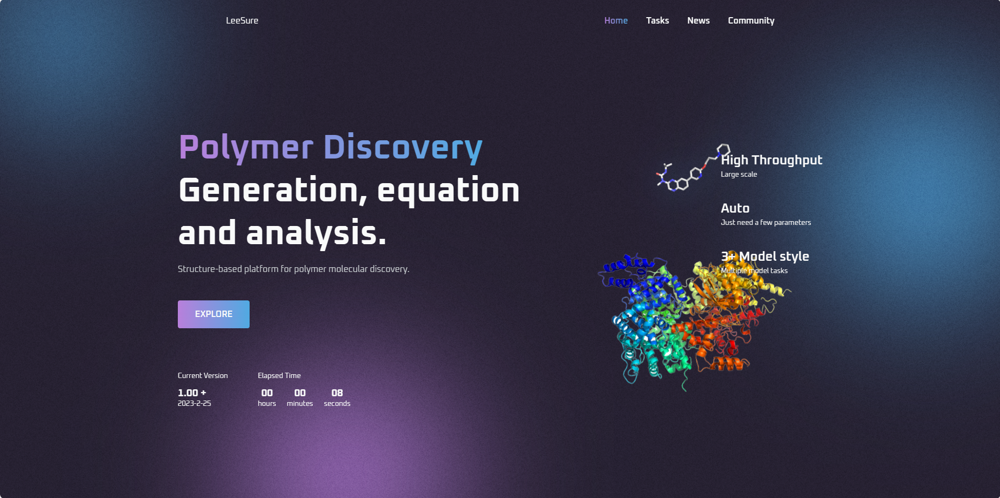 LeeSure
Home Tasks News Community
Polymer Discovery
Generation, equation
and analysis.
Structure-based platform for polymer molecular discovery.
EXPLORE
Current Version
1.00 +
2023-2-25
Elapsed Time
00 00 08
hours minutes seconds
High Throughput
Large scale
Auto
Just need a few parameters
3+ Model style
Multiple model tasks